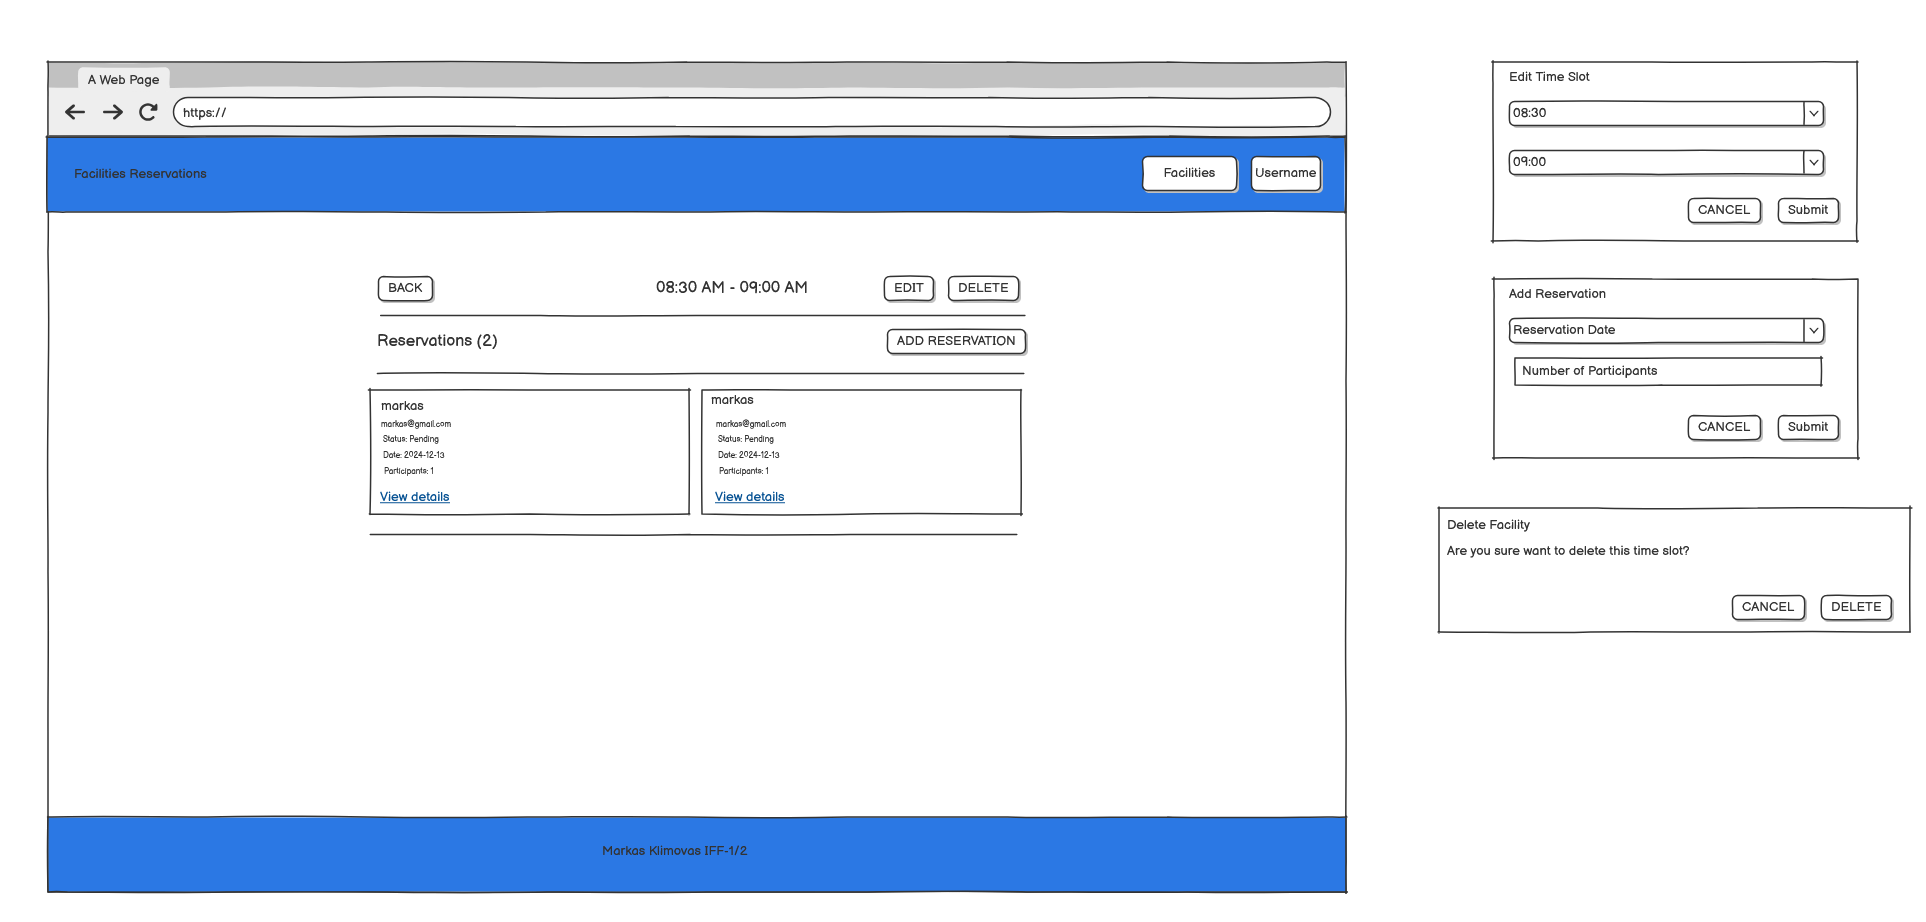 A Web Page
https://
Facilities Reservations
Facilities
Username
BACK
08:30 AM - 09:00 AM
EDIT
DELETE
Reservations (2)
ADD RESERVATION
markas
markas@gmail.com
Status: Pending
Date: 2024-12-13
Participants: 1
View details
markas
markas@gmail.com
Status: Pending
Date: 2024-12-13
Participants: 1
View details
Markas Klimovas IFF-1/2
Edit Time Slot
08:30
09:00
CANCEL
Submit
Add Reservation
Reservation Date
Number of Participants
CANCEL
Submit
Delete Facility
Are you sure want to delete this time slot?
CANCEL
DELETE